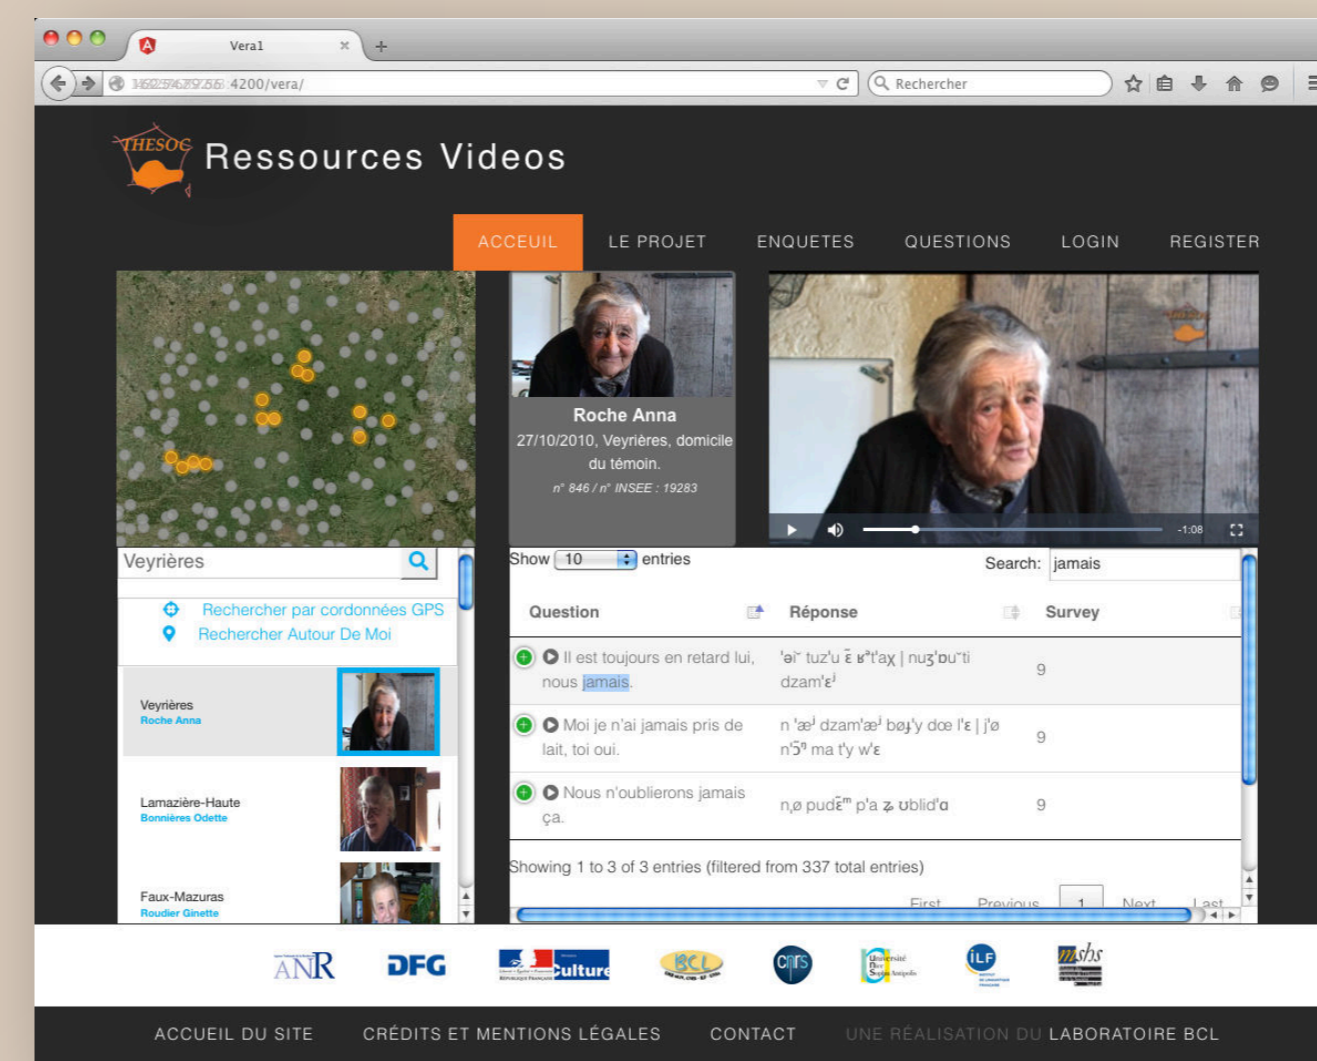 Vera1
:4200/vera/
Rechercher
THESOC
Ressources Videos
ACCEUIL LE PROJET ENQUETES QUESTIONS LOGIN REGISTER
Roche Anna
27/10/2010, Veyrières, domicile
du témoin.
n° 846 / n° INSEE : 19283
-1:08
Veyrières
Rechercher par cordonnées GPS
Rechercher Autour De Moi
Veyrières
Roche Anna
Lamazière-Haute
Bonnières Odette
Faux-Mazuras
Roudier Ginette
Show 10 entries
Search: jamais
Question Réponse Survey
Il est toujours en retard lui,
nous jamais.
9
Moi je n'ai jamais pris de
lait, toi oui.
9
Nous n'oublierons jamais
ça.
9
Showing 1 to 3 of 3 entries (filtered from 337 total entries)
First Previous 1 Next Last
ANR DFG Culture BCL cnrs Université Nice Sophia Antipolis iLF mshs
ACCUEIL DU SITE CRÉDITS ET MENTIONS LÉGALES CONTACT UNE RÉALISATION DU LABORATOIRE BCL